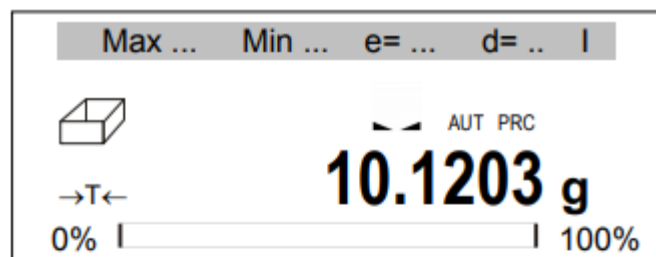 Max ... Min ... e= ... d= .. I
AUT PRC
10.1203 g
→T←
0% 100%